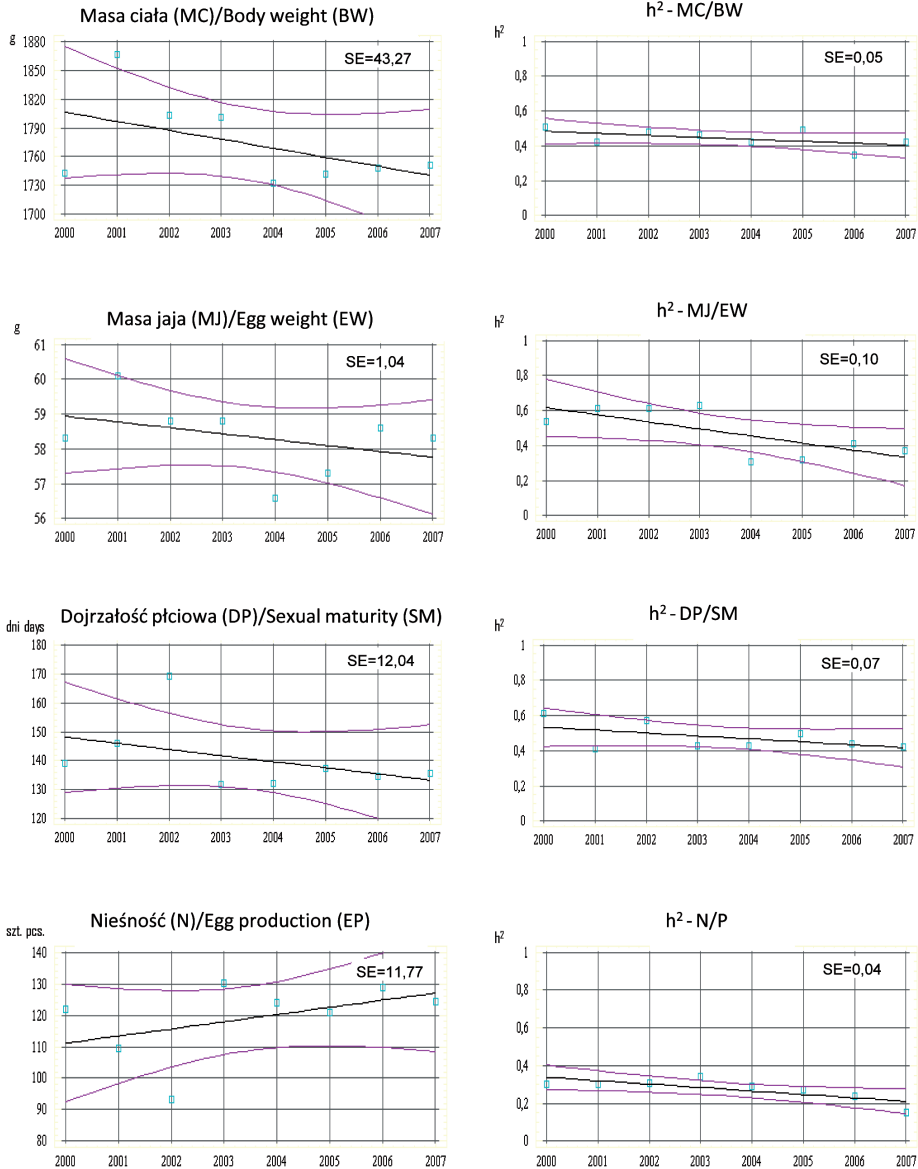 Masa ciała (MC)/Body weight (BW)
g
SE=43,27
1880
1850
1820
1790
1760
1730
1700
2000 2001 2002 2003 2004 2005 2006 2007
h² - MC/BW
h²
SE=0,05
1
0,8
0,6
0,4
0,2
0
2000 2001 2002 2003 2004 2005 2006 2007
Masa jaja (MJ)/Egg weight (EW)
g
SE=1,04
61
60
59
58
57
56
2000 2001 2002 2003 2004 2005 2006 2007
h² - MJ/EW
h²
SE=0,10
1
0,8
0,6
0,4
0,2
0
2000 2001 2002 2003 2004 2005 2006 2007
Dojrzałość płciowa (DP)/Sexual maturity (SM)
dni days
SE=12,04
180
170
160
150
140
130
120
2000 2001 2002 2003 2004 2005 2006 2007
h² - DP/SM
h²
SE=0,07
1
0,8
0,6
0,4
0,2
0
2000 2001 2002 2003 2004 2005 2006 2007
Nieśność (N)/Egg production (EP)
szt. pcs.
SE=11,77
140
130
120
110
100
90
80
2000 2001 2002 2003 2004 2005 2006 2007
h² - N/P
h²
SE=0,04
1
0,8
0,6
0,4
0,2
0
2000 2001 2002 2003 2004 2005 2006 2007